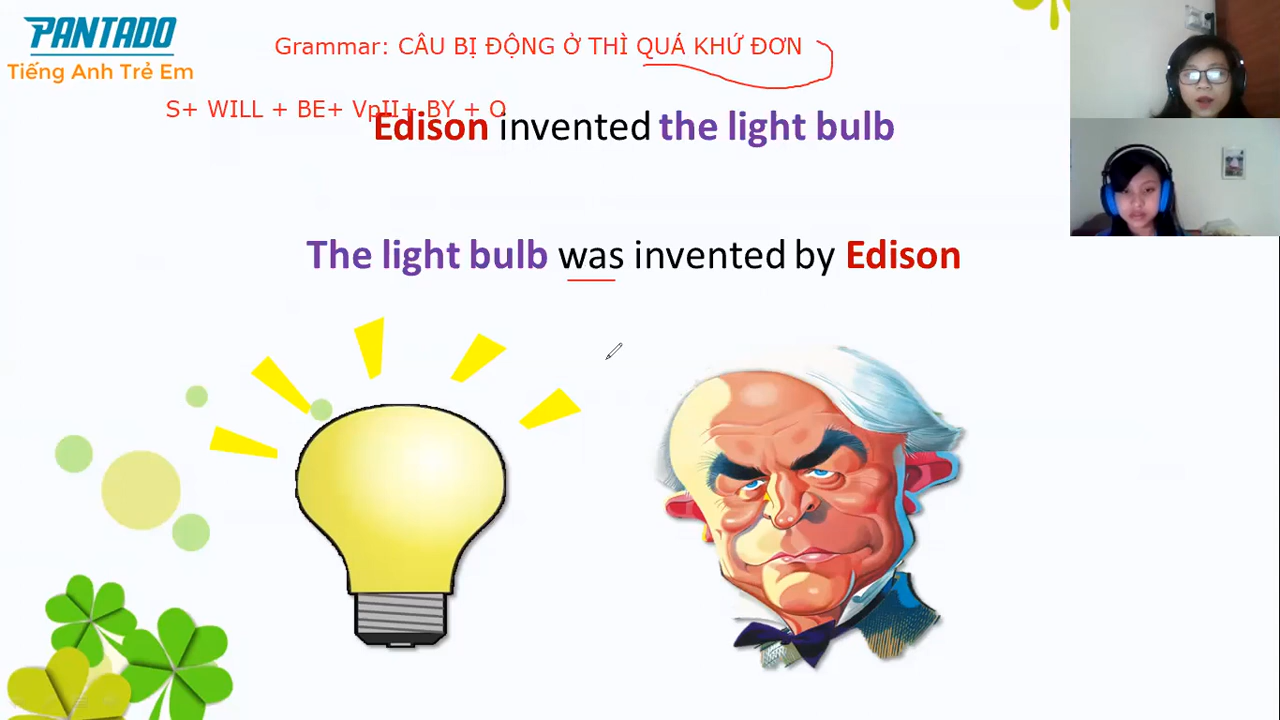 PANTADO
Tiếng Anh Trẻ Em
Grammar: CÂU BỊ ĐỘNG Ở THÌ QUÁ KHỨ ĐƠN
S+ WILL + BE+ VpII+ BY + O
Edison invented the light bulb
The light bulb was invented by Edison